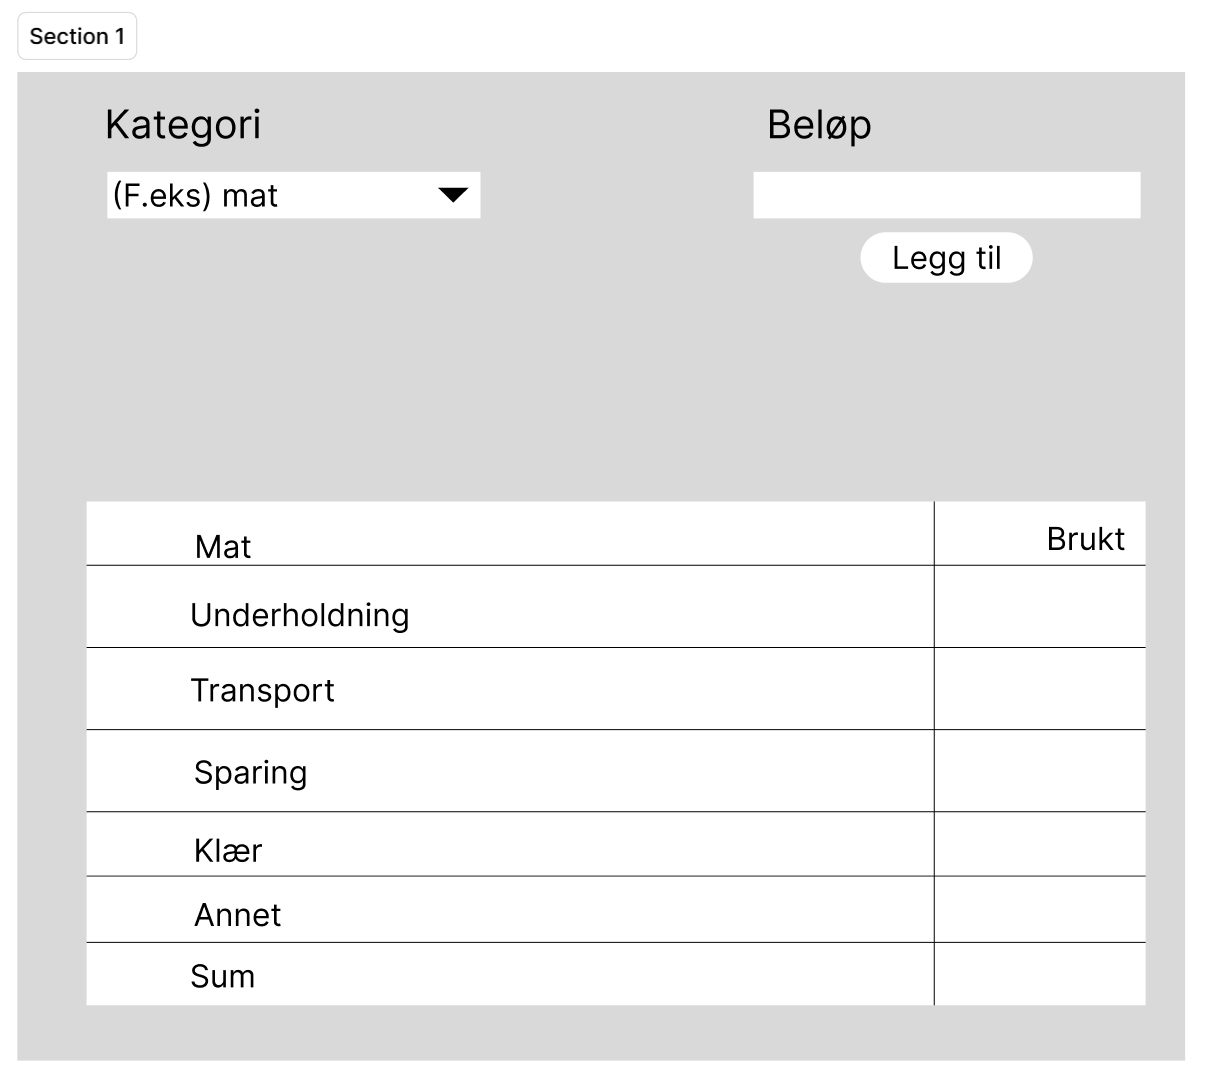 Section 1
Kategori
Beløp
(F.eks) mat
Legg til
Mat
Brukt
Underholdning
Transport
Sparing
Klær
Annet
Sum